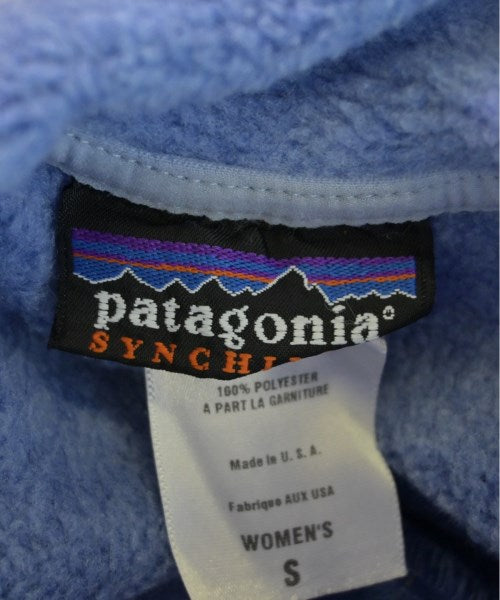 patagonia®
SYNCHI
100% POLYESTER
A PART LA GARNITURE
Made in U. S. A.
Fabrique AUX USA
WOMEN'S
S